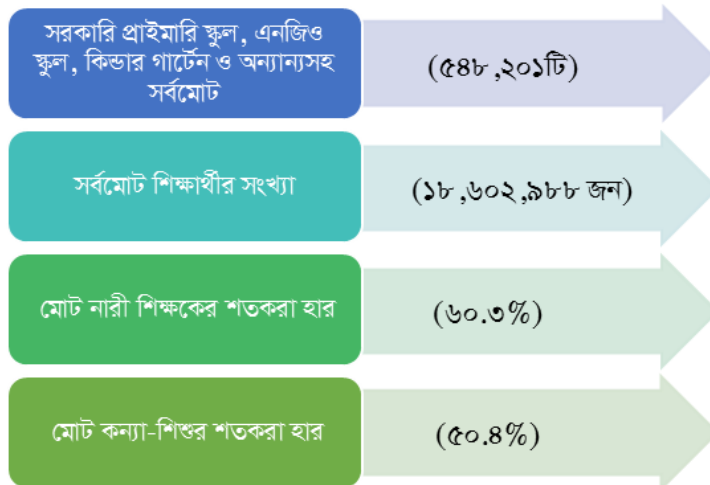 সরকারি প্রাইমারি স্কুল, এনজিও
স্কুল, কিন্ডার গার্টেন ও অন্যান্যসহ
সর্বমোট
(৫৪৮,২০১টি)
সর্বমোট শিক্ষার্থীর সংখ্যা
(১৮,৬০২,৯৮৮ জন)
মোট নারী শিক্ষকের শতকরা হার
(৬০.৩%)
মোট কন্যা-শিশুর শতকরা হার
(৫০.৪%)